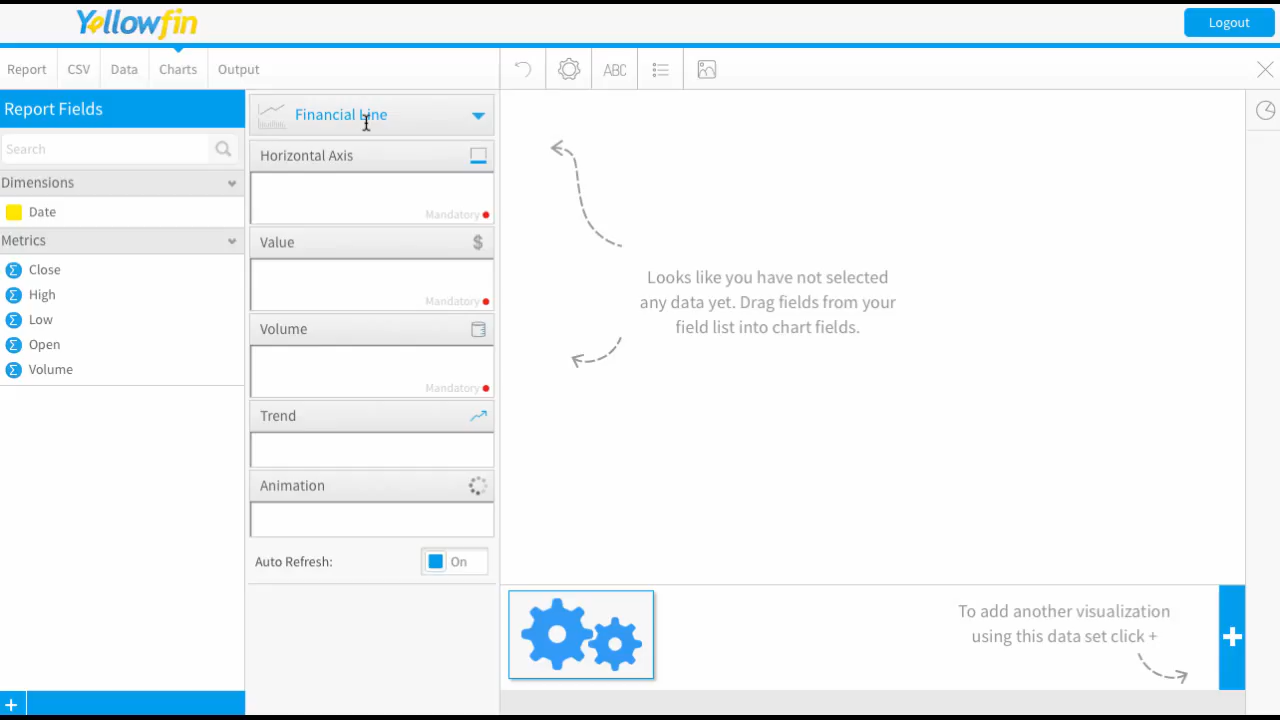 Yellowfin
Logout
Report
CSV
Data
Charts
Output
ABC
Report Fields
Search
Dimensions
Date
Metrics
Close
High
Low
Open
Volume
Financial Line
Horizontal Axis
Mandatory
Value
$
Mandatory
Volume
Mandatory
Trend
Animation
Auto Refresh:
On
Looks like you have not selected
any data yet. Drag fields from your
field list into chart fields.
To add another visualization
using this data set click +